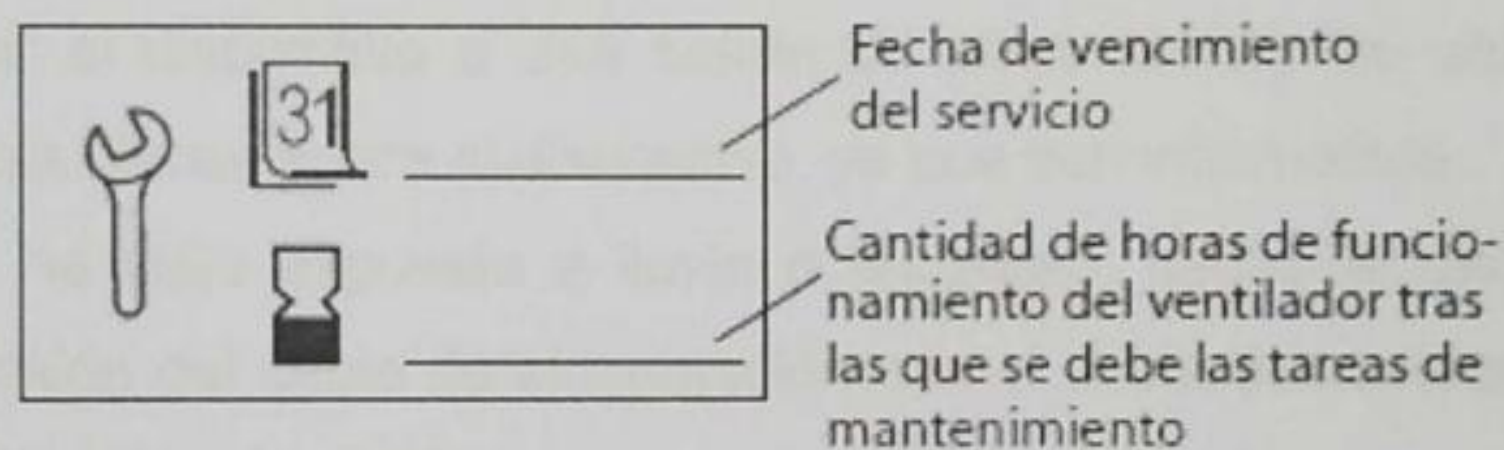 31
Fecha de vencimiento
del servicio
Cantidad de horas de funcio-
namiento del ventilador tras
las que se debe las tareas de
mantenimiento